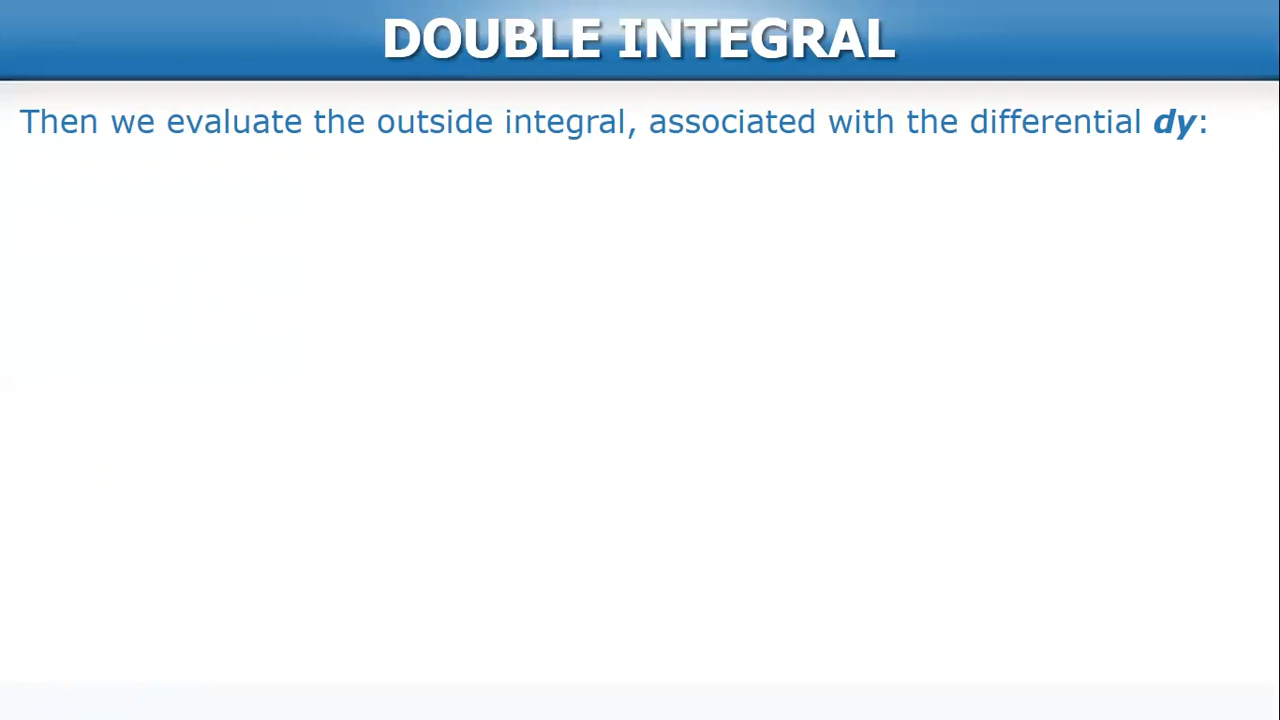 DOUBLE INTEGRAL
Then we evaluate the outside integral, associated with the differential dy: